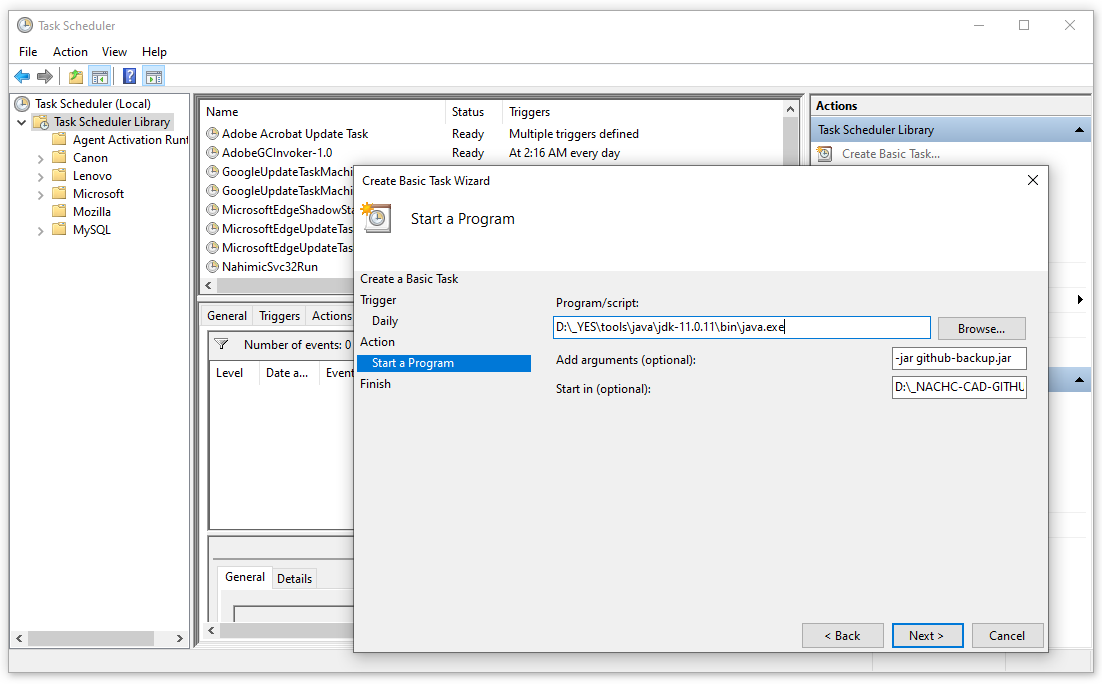 Task Scheduler
File Action View Help
Task Scheduler (Local)
Task Scheduler Library
Agent Activation Runt
Canon
Lenovo
Microsoft
Mozilla
MySQL
Name Status Triggers
Adobe Acrobat Update Task Ready Multiple triggers defined
AdobeGCInvoker-1.0 Ready At 2:16 AM every day
GoogleUpdateTaskMachi
GoogleUpdateTaskMachi
MicrosoftEdgeShadowSta
MicrosoftEdgeUpdateTas
MicrosoftEdgeUpdateTas
NahimicSvc32Run
General Triggers Actions
Number of events: 0
Level Date a... Event
General Details
Actions
Task Scheduler Library
Create Basic Task...
Create Basic Task Wizard
Start a Program
Create a Basic Task
Trigger
Daily
Action
Start a Program
Finish
Program/script:
D:\_YES\tools\java\jdk-11.0.11\bin\java.exe
Browse...
Add arguments (optional): -jar github-backup.jar
Start in (optional): D:\_NACHC-CAD-GITHU
< Back Next > Cancel